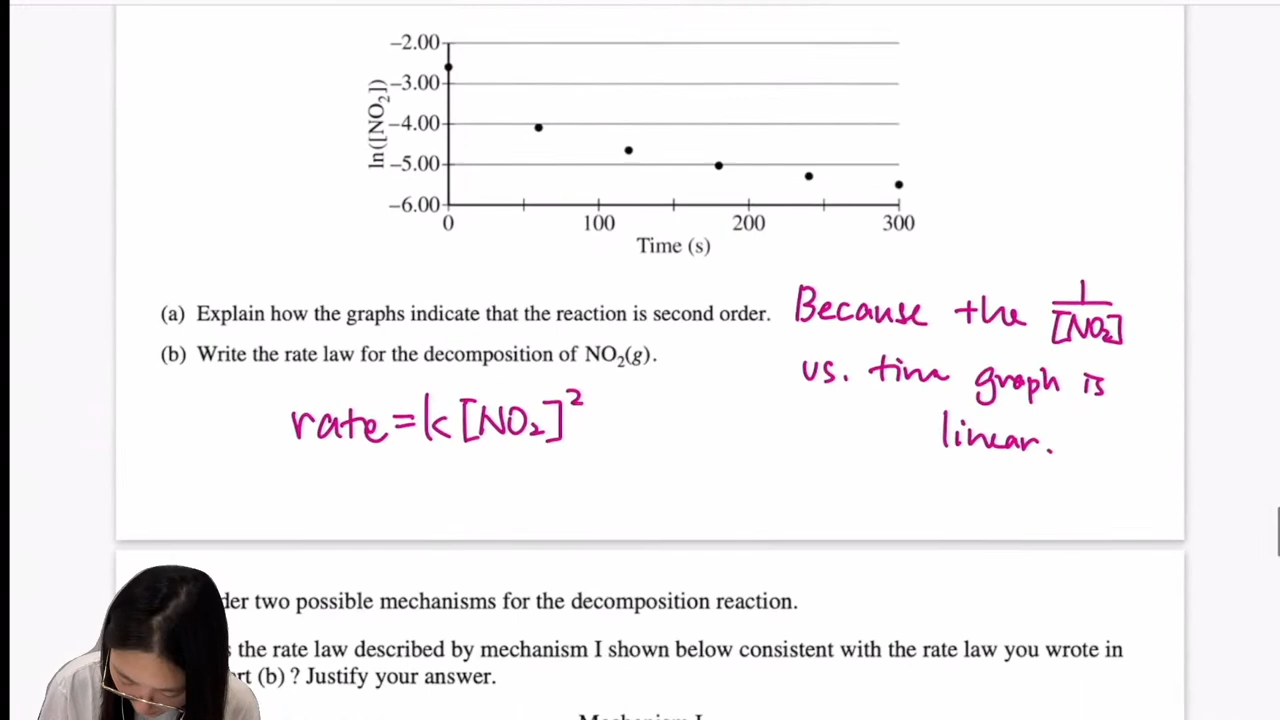 −2.00
−3.00
−4.00
−5.00
−6.00
ln([NO₂])
0 100 200 300
Time (s)
(a) Explain how the graphs indicate that the reaction is second order.
Because the 1/[NO₂]
vs. time graph is
linear.
(b) Write the rate law for the decomposition of NO₂(g).
rate = k[NO₂]²
two possible mechanisms for the decomposition reaction.
the rate law described by mechanism I shown below consistent with the rate law you wrote in
(b) ? Justify your answer.